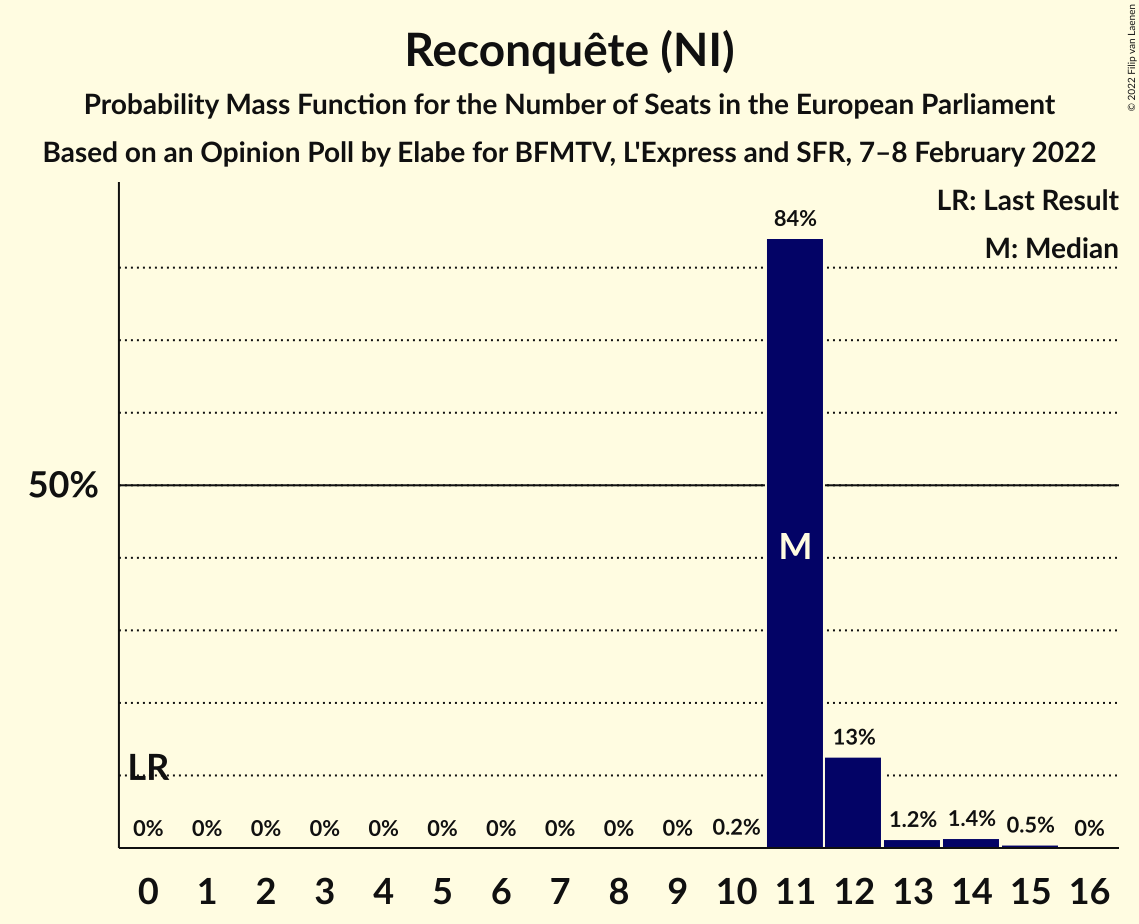 Reconquête (NI)
Probability Mass Function for the Number of Seats in the European Parliament
Based on an Opinion Poll by Elabe for BFMTV, L'Express and SFR, 7–8 February 2022
© 2022 Filip van Laenen
LR: Last Result
M: Median
84%
50%
M
13%
LR
0% 0% 0% 0% 0% 0% 0% 0% 0% 0% 0.2% 1.2% 1.4% 0.5% 0%
0 1 2 3 4 5 6 7 8 9 10 11 12 13 14 15 16